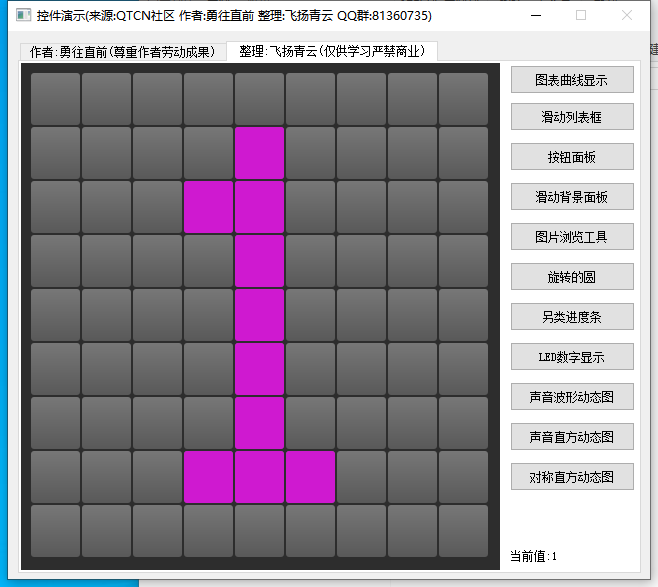 控件演示(来源:QTCN社区 作者:勇往直前 整理:飞扬青云 QQ群:81360735)
作者:勇往直前(尊重作者劳动成果)
整理:飞扬青云(仅供学习严禁商业)
图表曲线显示
滑动列表框
按钮面板
滑动背景面板
图片浏览工具
旋转的圆
另类进度条
LED数字显示
声音波形动态图
声音直方动态图
对称直方动态图
当前值:1